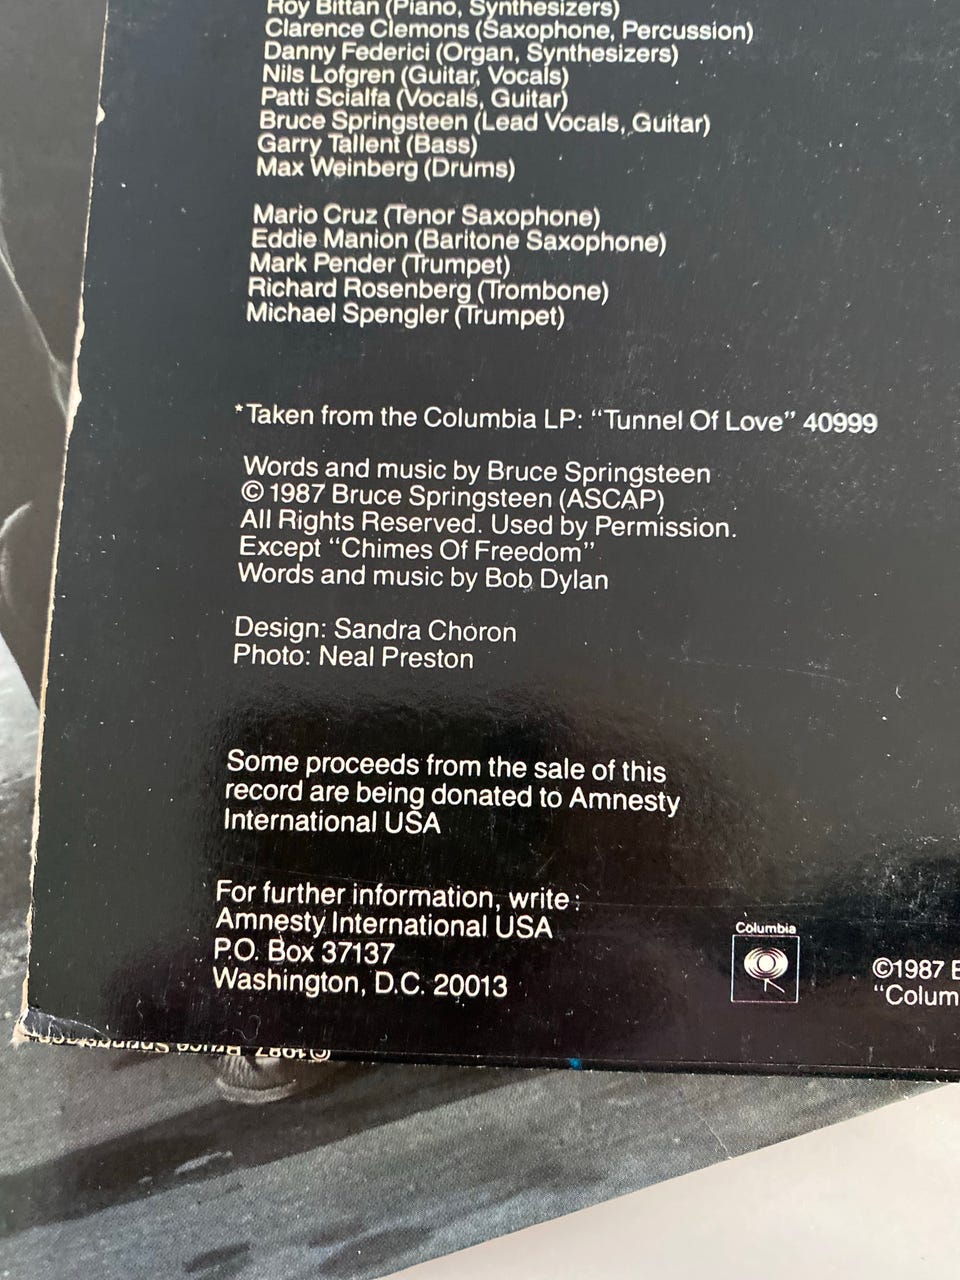 Roy Bittan (Piano, Synthesizers)
Clarence Clemons (Saxophone, Percussion)
Danny Federici (Organ, Synthesizers)
Nils Lofgren (Guitar, Vocals)
Patti Scialfa (Vocals, Guitar)
Bruce Springsteen (Lead Vocals, Guitar)
Garry Tallent (Bass)
Max Weinberg (Drums)
Mario Cruz (Tenor Saxophone)
Eddie Manion (Baritone Saxophone)
Mark Pender (Trumpet)
Richard Rosenberg (Trombone)
Michael Spengler (Trumpet)
*Taken from the Columbia LP: “Tunnel Of Love” 40999
Words and music by Bruce Springsteen
© 1987 Bruce Springsteen (ASCAP)
All Rights Reserved. Used by Permission.
Except “Chimes Of Freedom”
Words and music by Bob Dylan
Design: Sandra Choron
Photo: Neal Preston
Some proceeds from the sale of this
record are being donated to Amnesty
International USA
For further information, write:
Amnesty International USA
P.O. Box 37137
Washington, D.C. 20013
Columbia
©1987 B
“Colum
©1987 Bruce